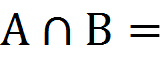 A ∩ B =